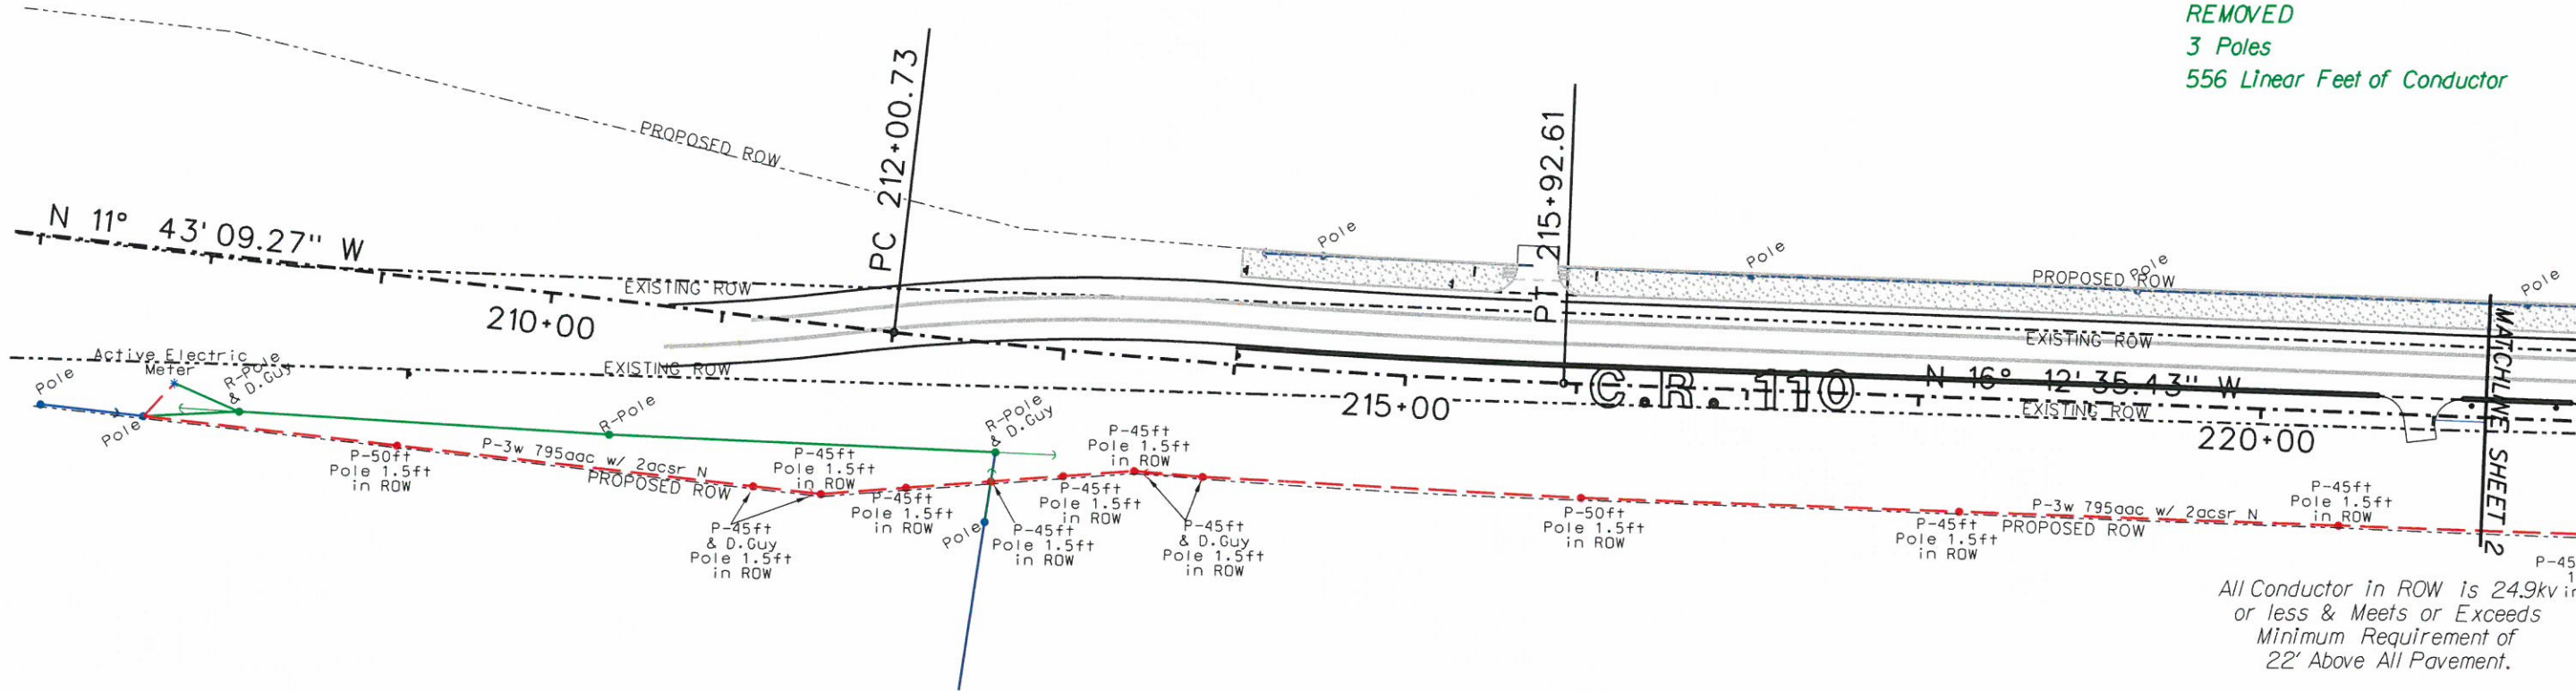 REMOVED
3 Poles
556 Linear Feet of Conductor
PROPOSED ROW
PC 212+00.73
PT 215+92.61
N 11° 43' 09.27" W
EXISTING ROW
210+00
Pole
Pole
PROPOSED ROW
Pole
Pole
EXISTING ROW
MATCHLINE SHEET 2
Active Electric
Meter
EXISTING ROW
Pole
R-Pole
& D.Guy
Pole
R-Pole
R-Pole
& D.Guy
215+00
C.R. 110
N 16° 12' 35.43" W
EXISTING ROW
220+00
P-50ft
Pole 1.5ft
in ROW
P-3w 795aac w/ 2acsr N
PROPOSED ROW
P-45ft
Pole 1.5ft
in ROW
P-45ft
& D.Guy
Pole 1.5ft
in ROW
P-45ft
Pole 1.5ft
in ROW
Pole
P-45ft
Pole 1.5ft
in ROW
P-45ft
Pole 1.5ft
in ROW
P-45ft
Pole 1.5ft
in ROW
P-45ft
& D.Guy
Pole 1.5ft
in ROW
P-50ft
Pole 1.5ft
in ROW
P-45ft
Pole 1.5ft
in ROW
P-3w 795aac w/ 2acsr N
PROPOSED ROW
P-45ft
Pole 1.5ft
in ROW
P-45
All Conductor in ROW is 24.9kv
or less & Meets or Exceeds
Minimum Requirement of
22' Above All Pavement.